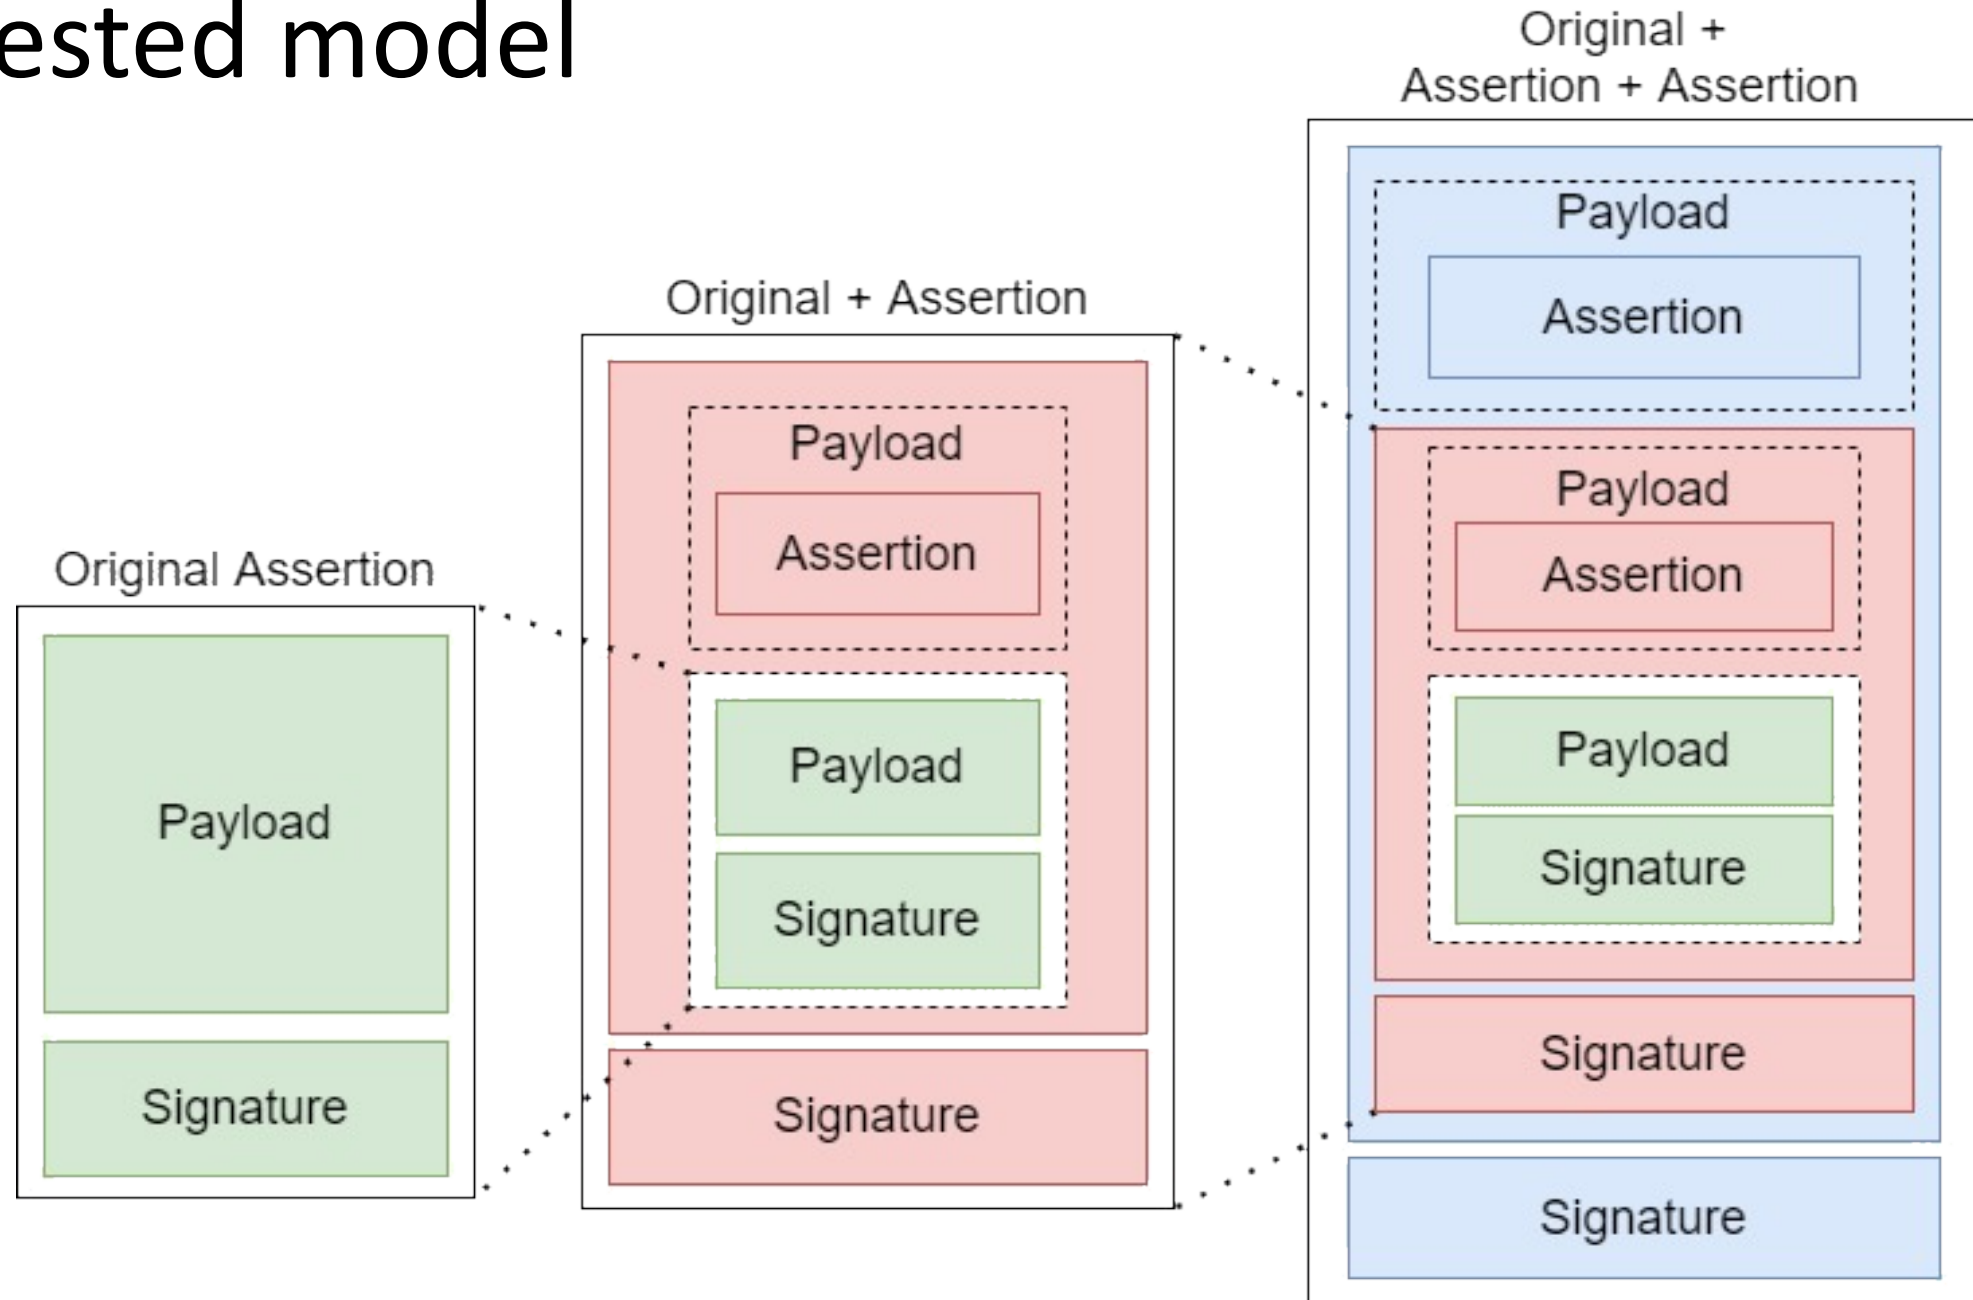 ested model
Original Assertion
Payload
Signature
Original + Assertion
Payload
Assertion
Payload
Signature
Signature
Original +
Assertion + Assertion
Payload
Assertion
Payload
Assertion
Payload
Signature
Signature
Signature